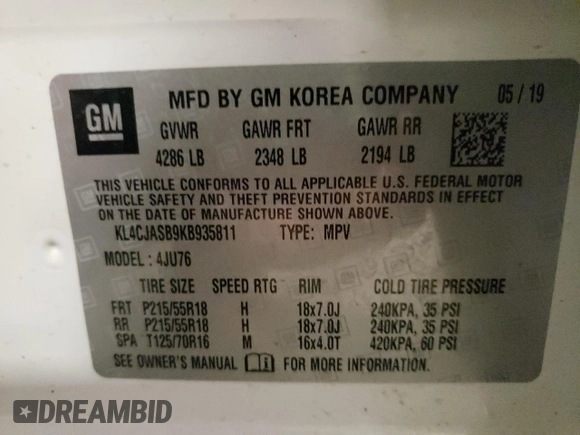 GM
MFD BY GM KOREA COMPANY 05 / 19
GVWR GAWR FRT GAWR RR
4286 LB 2348 LB 2194 LB
THIS VEHICLE CONFORMS TO ALL APPLICABLE U.S. FEDERAL MOTOR
VEHICLE SAFETY AND THEFT PREVENTION STANDARDS IN EFFECT
ON THE DATE OF MANUFACTURE SHOWN ABOVE.
KL4CJASB9KB935811 TYPE: MPV
MODEL : 4JU76
TIRE SIZE SPEED RTG RIM COLD TIRE PRESSURE
FRT P215/55R18 H 18x7.0J 240KPA, 35 PSI
RR P215/55R18 H 18x7.0J 240KPA, 35 PSI
SPA T125/70R16 M 16x4.0T 420KPA, 60 PSI
SEE OWNER'S MANUAL FOR MORE INFORMATION.
DREAMBID